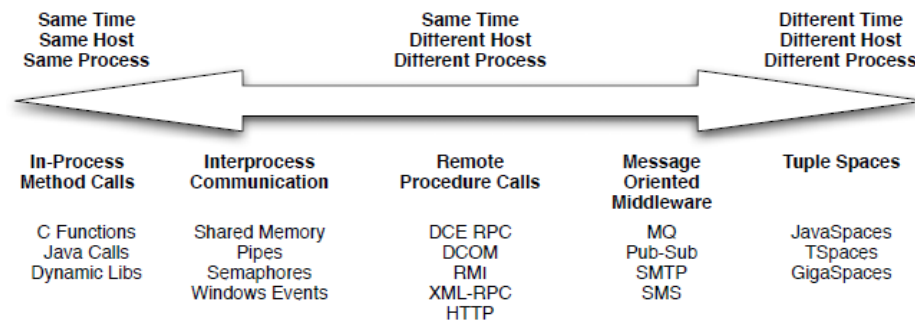 Same Time
Same Host
Same Process
Same Time
Different Host
Different Process
Different Time
Different Host
Different Process
In-Process
Method Calls
C Functions
Java Calls
Dynamic Libs
Interprocess
Communication
Shared Memory
Pipes
Semaphores
Windows Events
Remote
Procedure Calls
DCE RPC
DCOM
RMI
XML-RPC
HTTP
Message
Oriented
Middleware
MQ
Pub-Sub
SMTP
SMS
Tuple Spaces
JavaSpaces
TSpaces
GigaSpaces